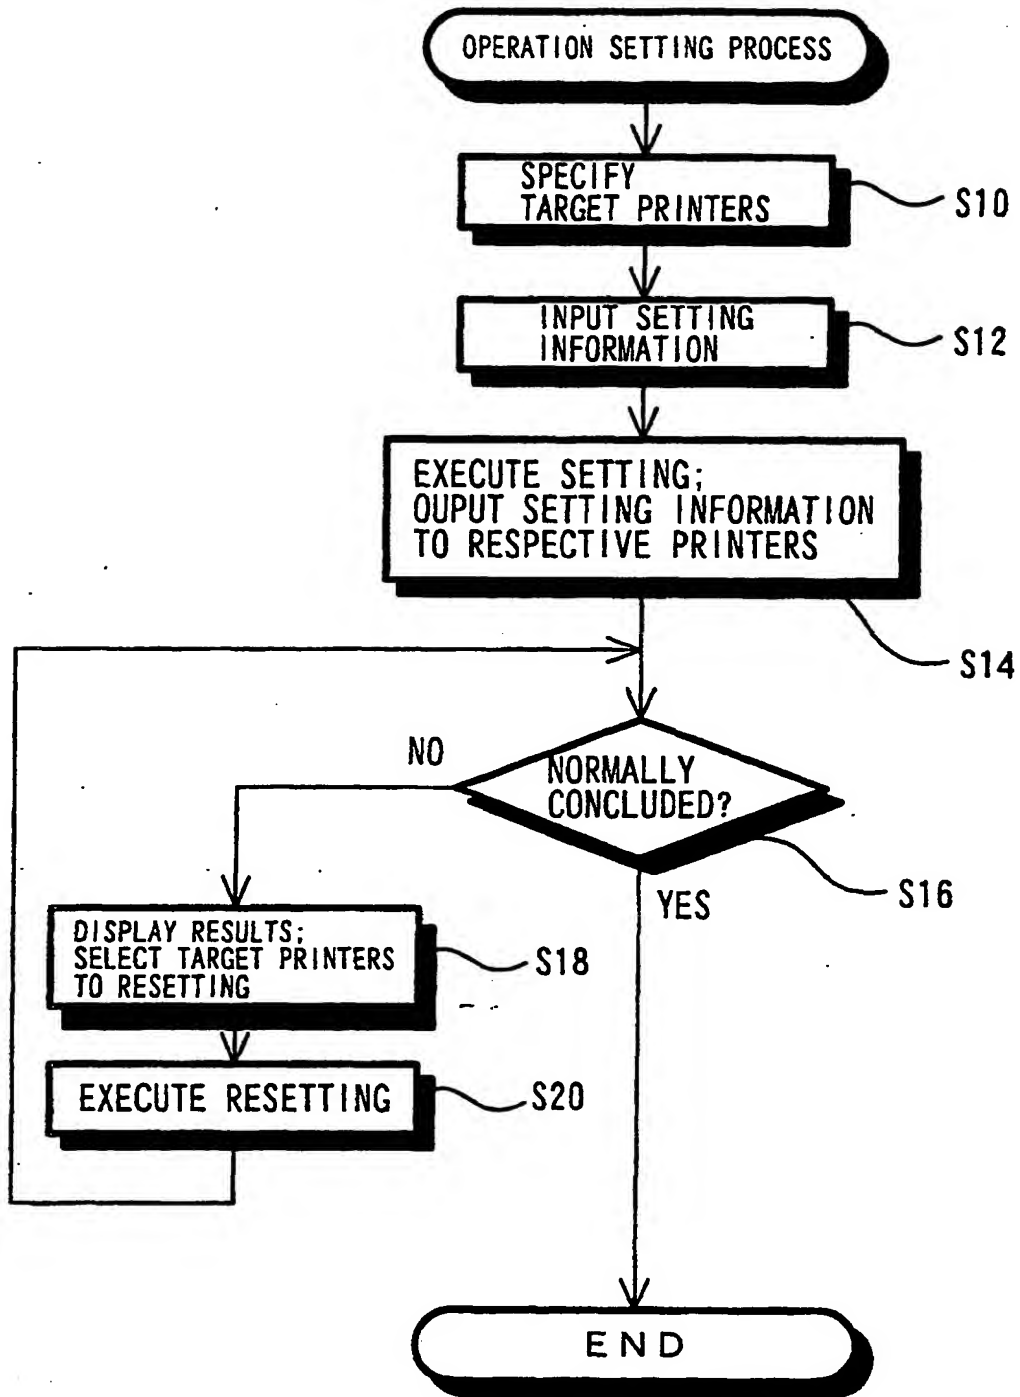 OPERATION SETTING PROCESS
SPECIFY
TARGET PRINTERS
S10
INPUT SETTING
INFORMATION
S12
EXECUTE SETTING;
OUPUT SETTING INFORMATION
TO RESPECTIVE PRINTERS
S14
NO
NORMALLY
CONCLUDED?
S16
YES
DISPLAY RESULTS;
SELECT TARGET PRINTERS
TO RESETTING
S18
EXECUTE RESETTING
S20
END